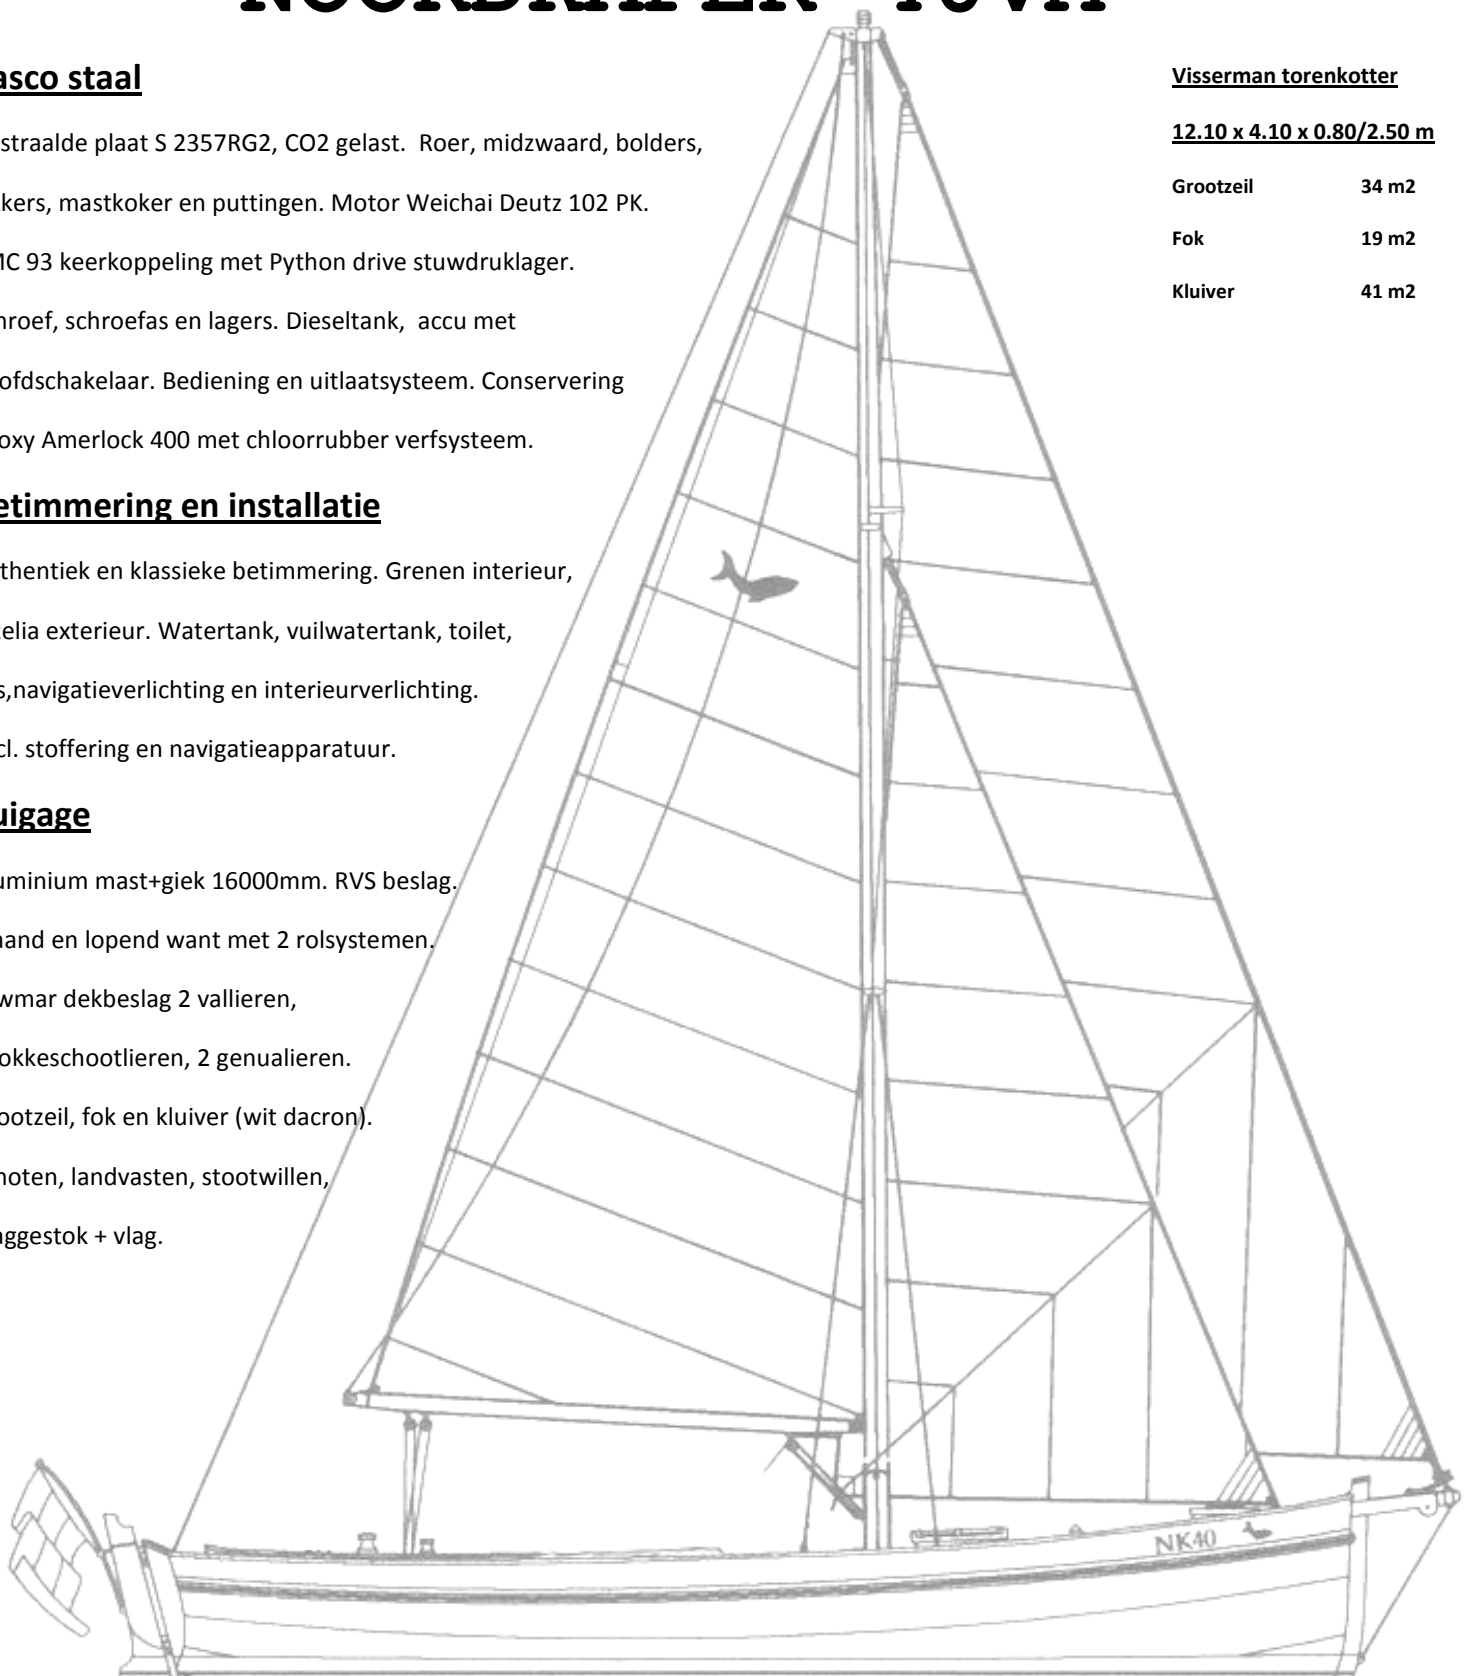 NOORDKAPER 40VM
asco staal
straalde plaat S 2357RG2, CO2 gelast. Roer, midzwaard, bolders,
kers, mastkoker en puttingen. Motor Weichai Deutz 102 PK.
MC 93 keerkoppeling met Python drive stuwdruklager.
hroef, schroefas en lagers. Dieseltank, accu met
ofdschakelaar. Bediening en uitlaatsysteem. Conservering
oxy Amerlock 400 met chloorrubber verfsysteem.
etimmering en installatie
thentiek en klassieke betimmering. Grenen interieur,
elia exterieur. Watertank, vuilwatertank, toilet,
s,navigatieverlichting en interieurverlichting.
cl. stoffering en navigatieapparatuur.
uigage
uminium mast+giek 16000mm. RVS beslag.
aand en lopend want met 2 rolsystemen.
wmar dekbeslag 2 vallieren,
okkeschootlieren, 2 genualieren.
ootzeil, fok en kluiver (wit dacron).
hoten, landvasten, stootwillen,
aggestok + vlag.
Visserman torenkotter
12.10 x 4.10 x 0.80/2.50 m
Grootzeil 34 m2
Fok 19 m2
Kluiver 41 m2
NK40